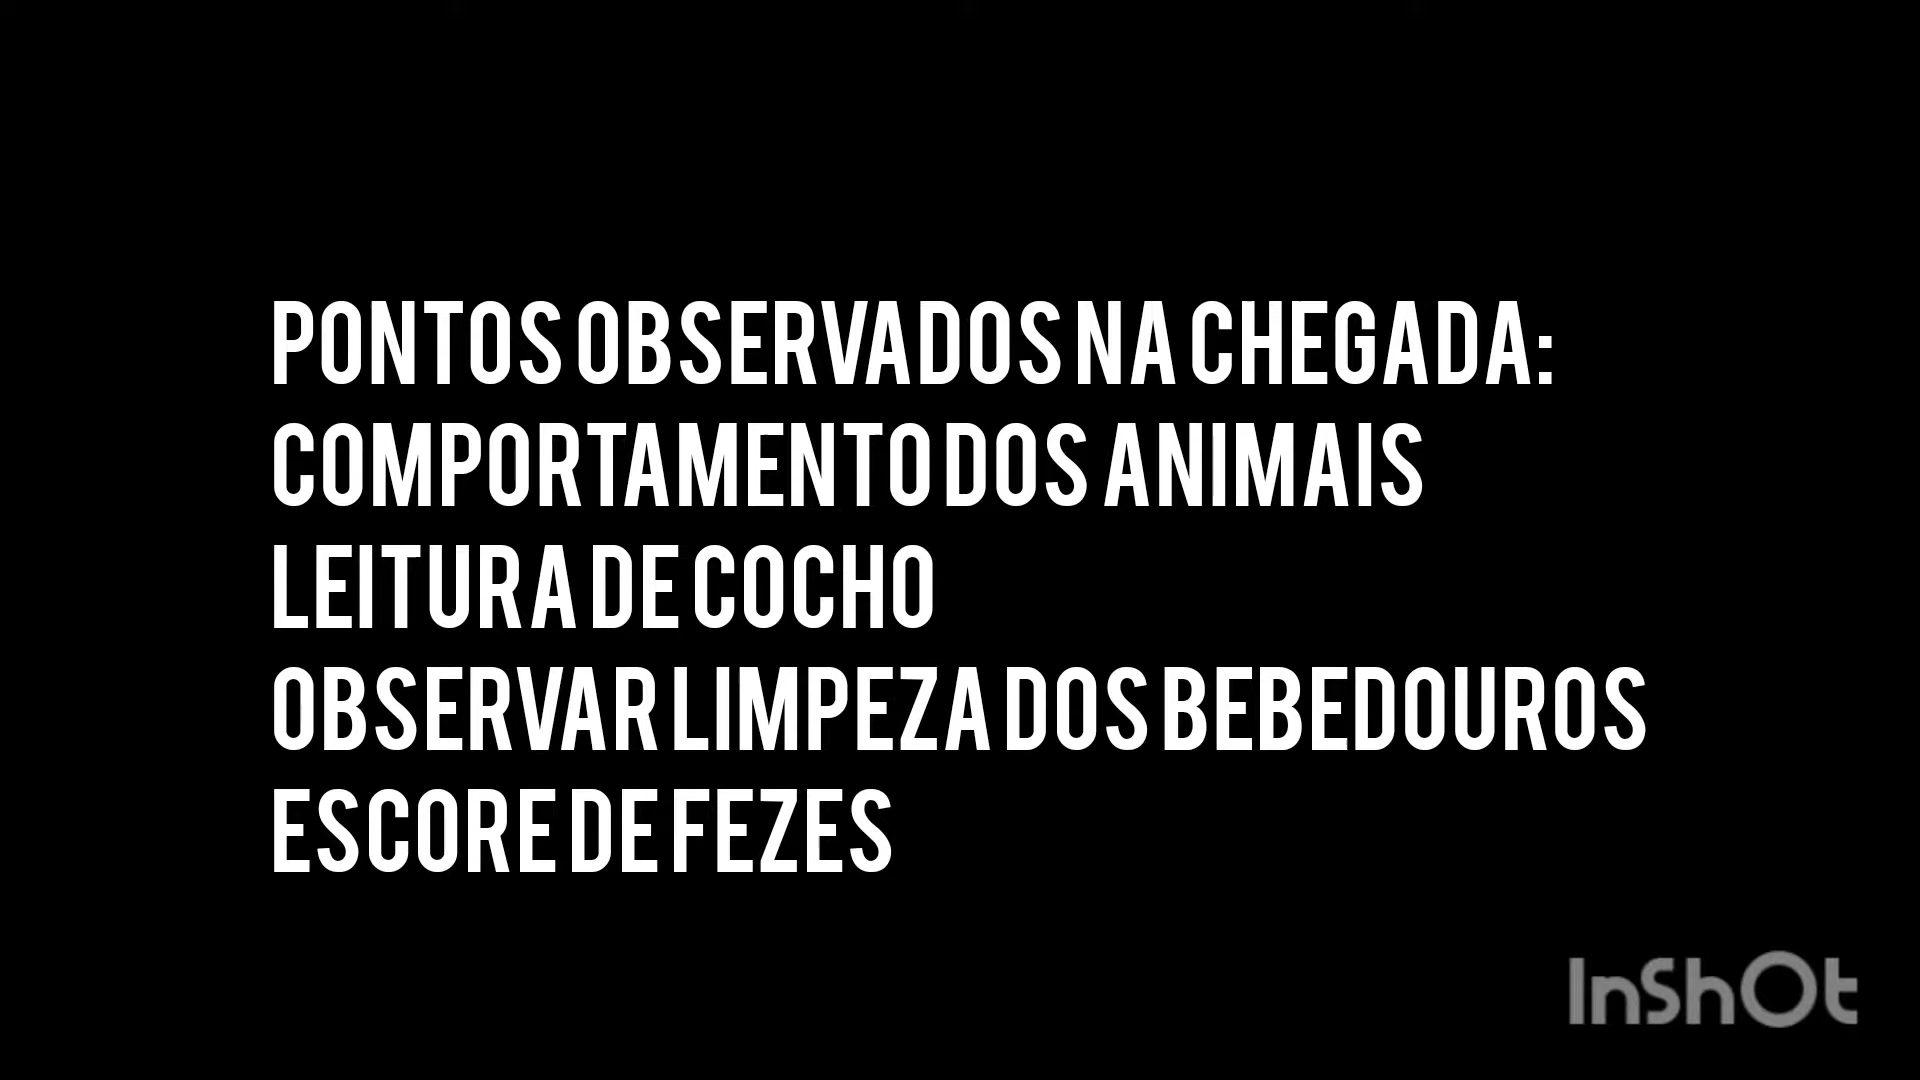 PONTOS OBSERVADOS NA CHEGADA:
COMPORTAMENTO DOS ANIMAIS
LEITURA DE COCHO
OBSERVAR LIMPEZA DOS BEBEDOUROS
ESCORE DE FEZES
InShOt